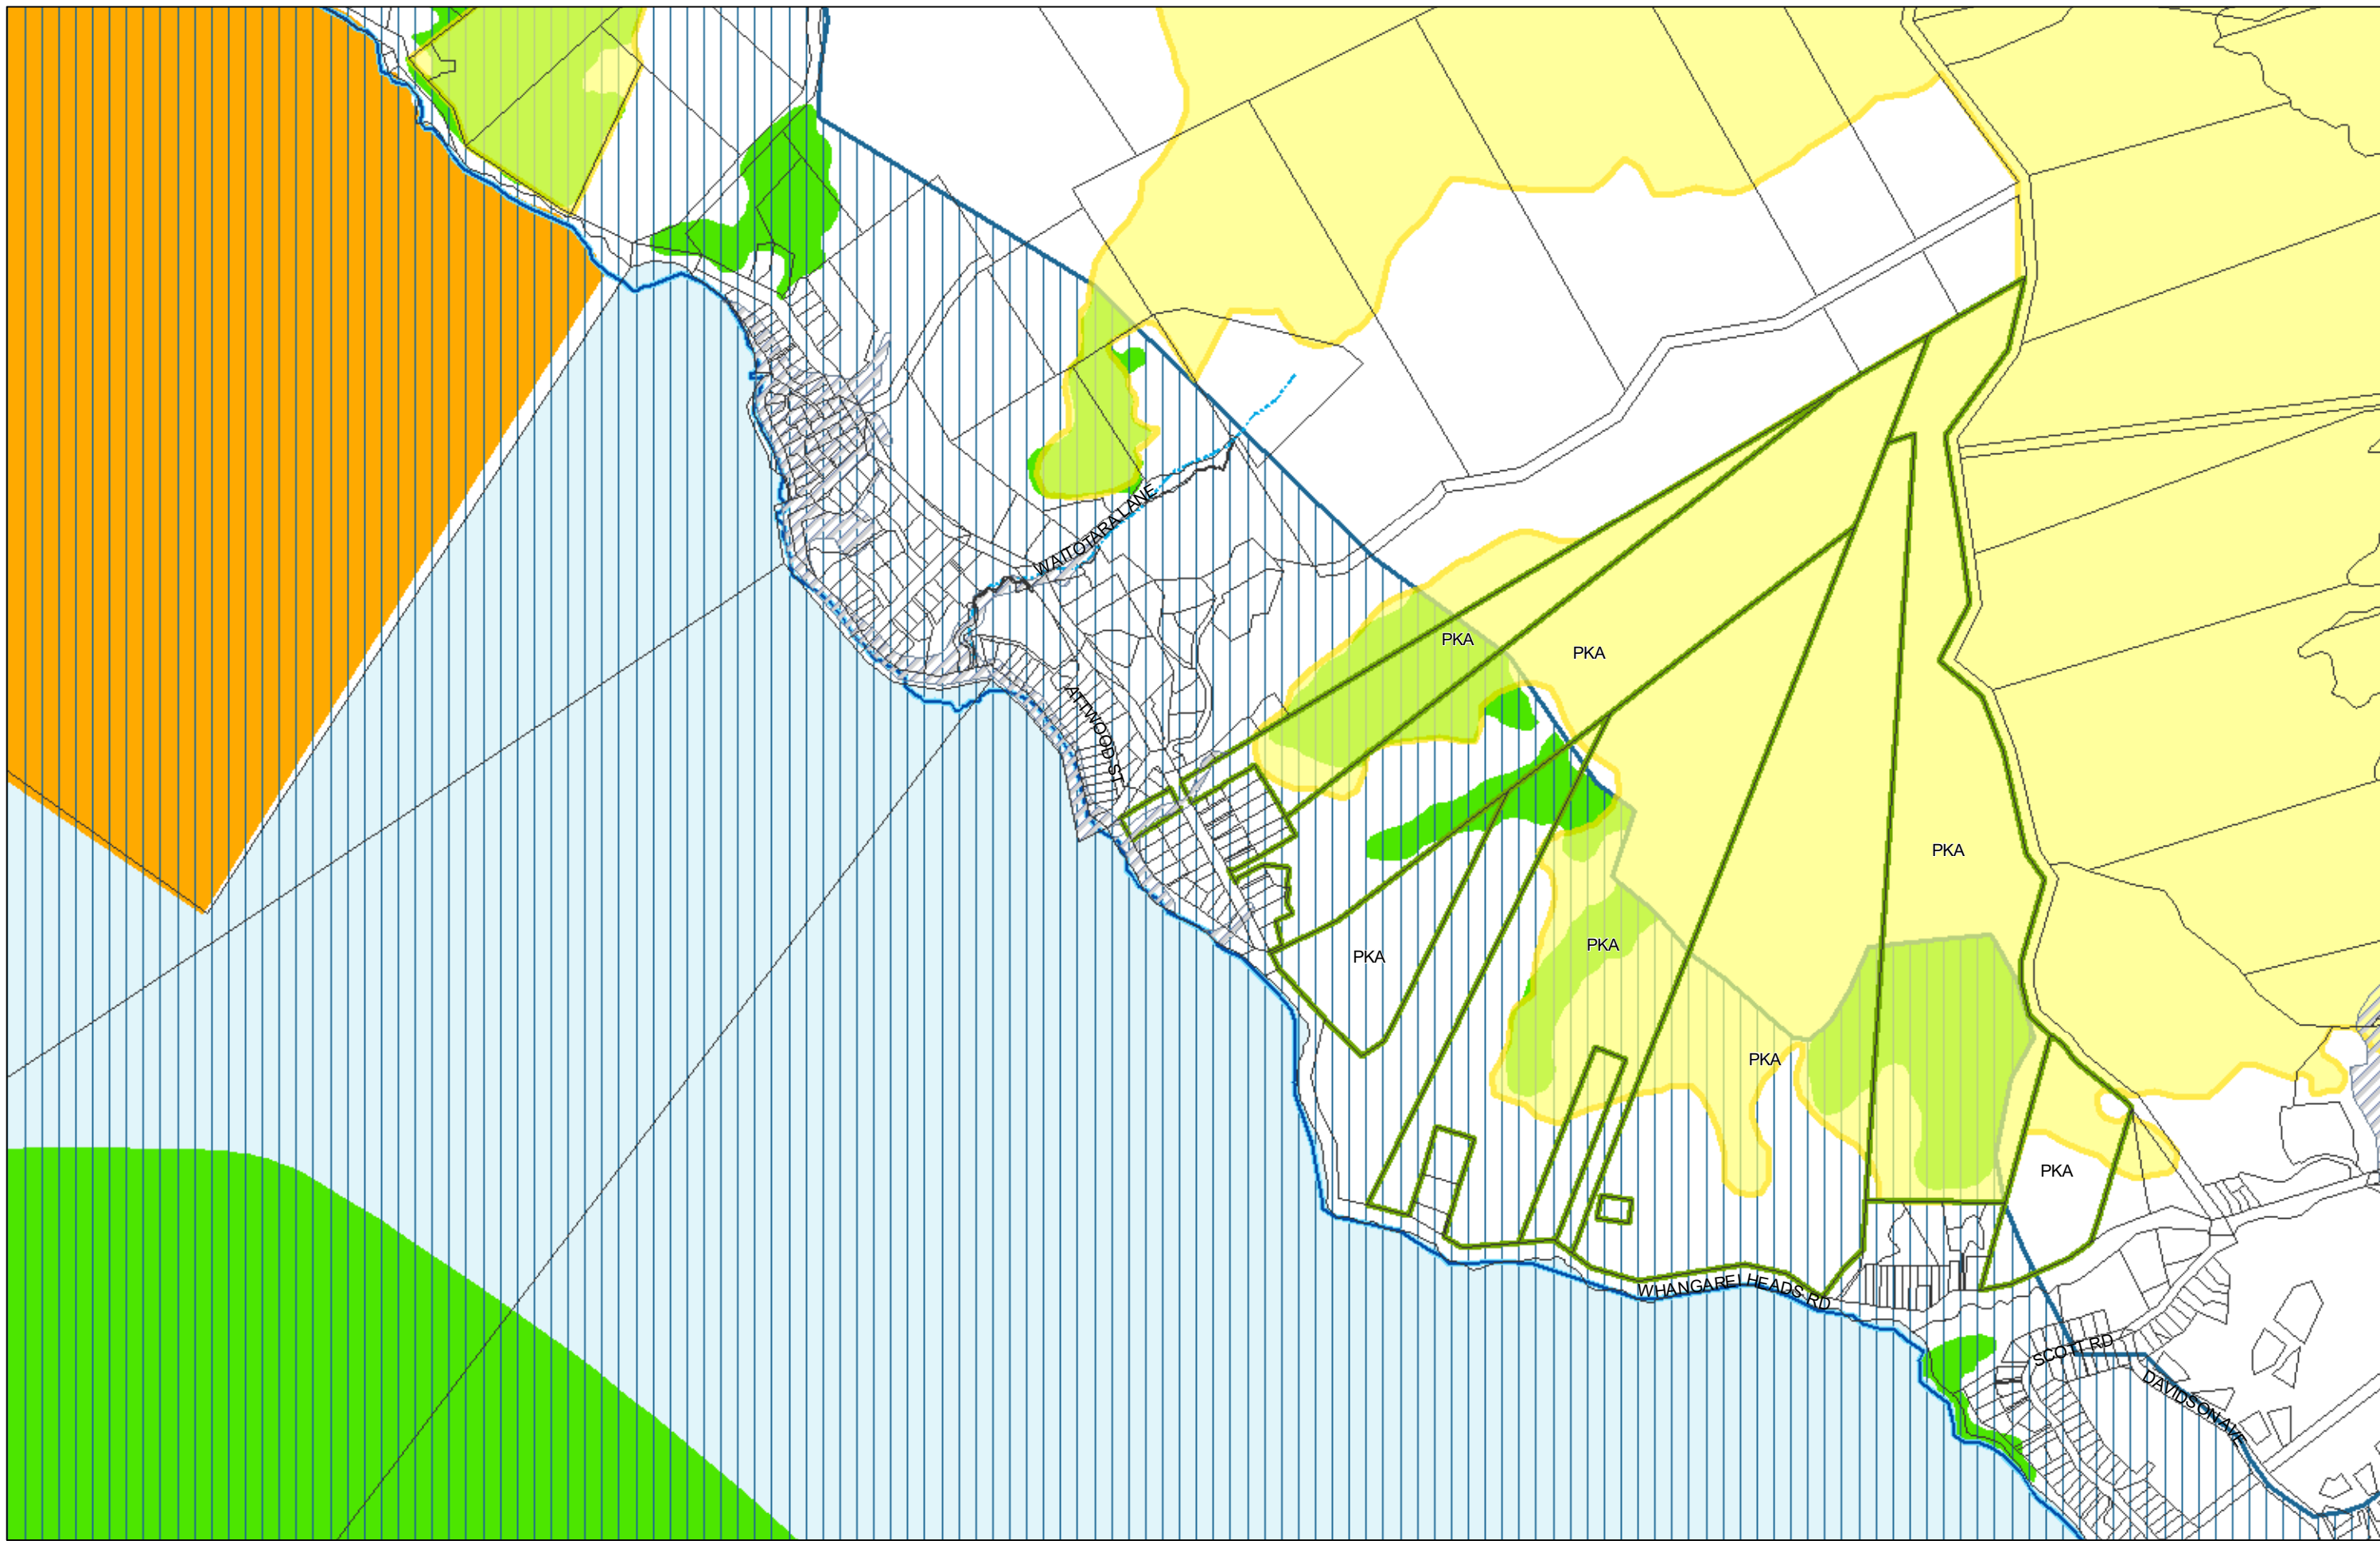 WAITOTARA LANE
PKA
PKA
ATTWOOD ST
PKA
PKA
PKA
PKA
PKA
WHANGAREI HEADS RD
SCOTT RD
DAVIDSON AVE